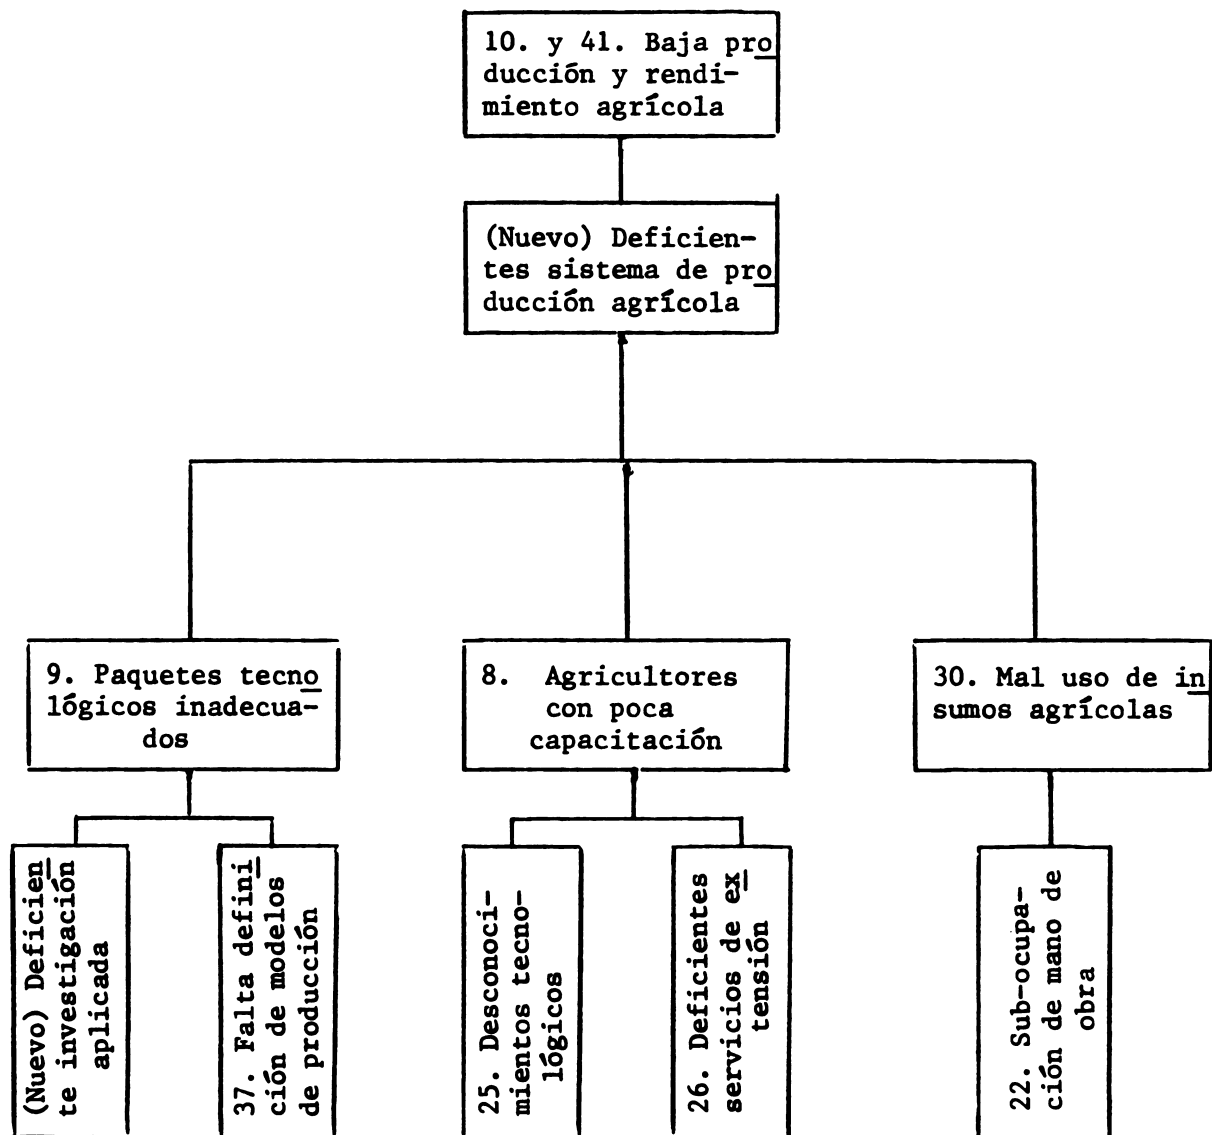 10. y 41. Baja pro
ducción y rendi-
miento agrícola
(Nuevo) Deficien-
tes sistema de pro
ducción agrícola
9. Paquetes tecno
lógicos inadecua-
dos
8. Agricultores
con poca
capacitación
30. Mal uso de in
sumos agrícolas
(Nuevo) Deficien
te investigación
aplicada
37. Falta defini
ción de modelos
de producción
25. Desconoci-
mientos tecno-
lógicos
26. Deficientes
servicios de ex
tensión
22. Sub-ocupa-
ción de mano de
obra